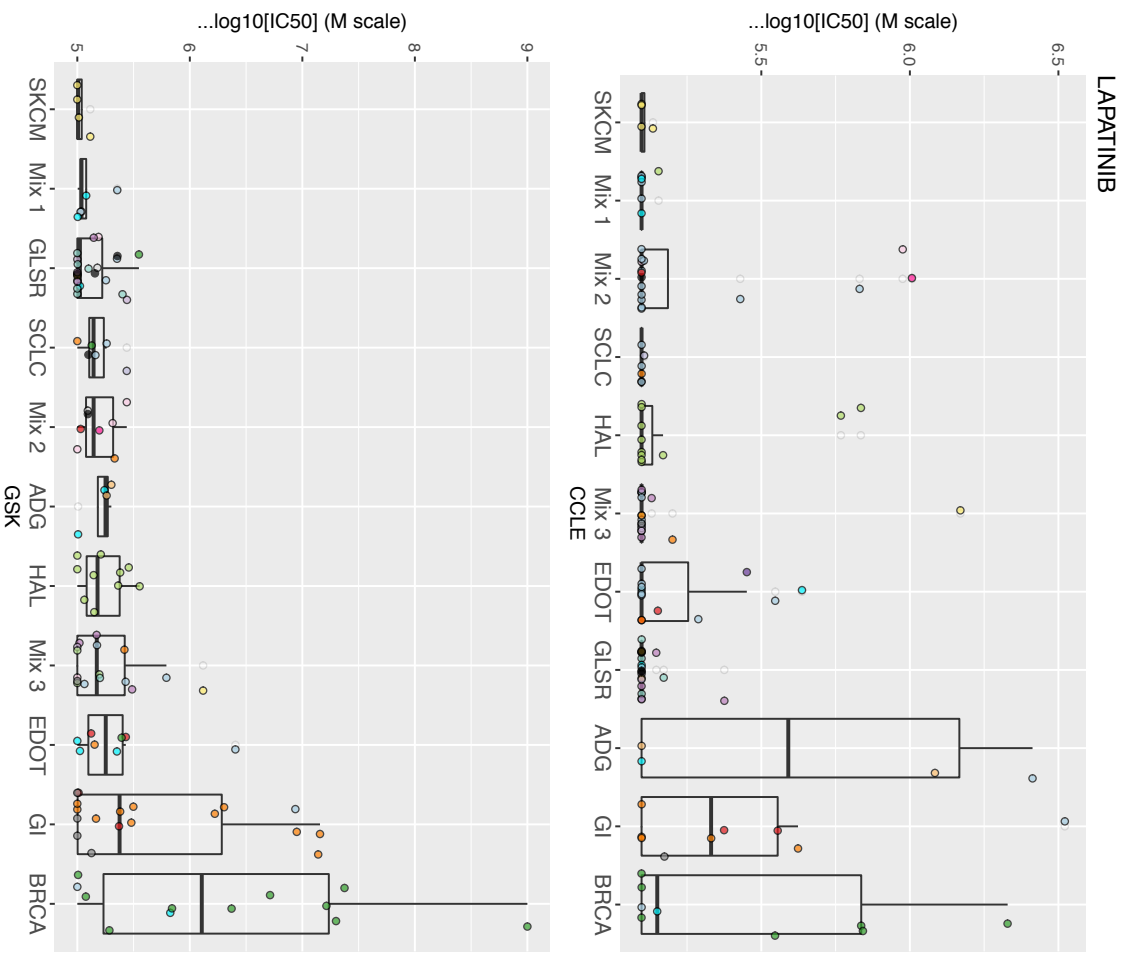 LAPATINIB
...log10[IC50] (M scale)
5.5
6.0
6.5
SKCM
Mix 1
Mix 2
SCLC
HAL
Mix 3
EDOT
GLSR
ADG
GI
BRCA
CCLE
...log10[IC50] (M scale)
5
6
7
8
9
SKCM
Mix 1
GLSR
SCLC
Mix 2
ADG
HAL
Mix 3
EDOT
GI
BRCA
GSK